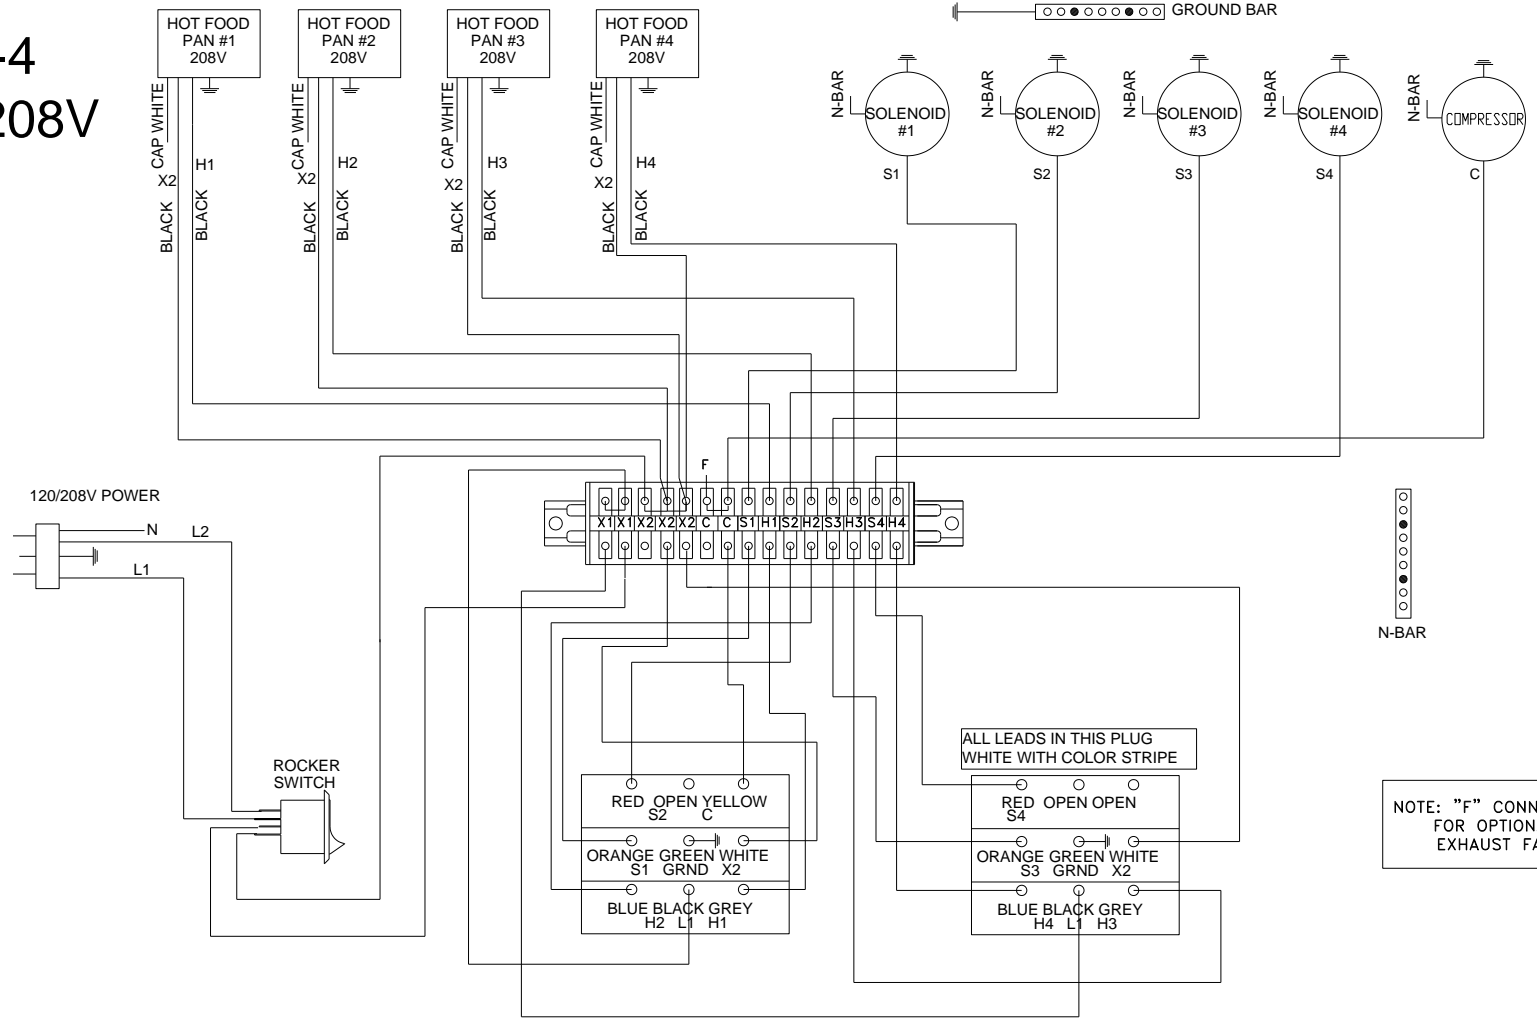 -4
208V
HOT FOOD
PAN #1
208V
HOT FOOD
PAN #2
208V
HOT FOOD
PAN #3
208V
HOT FOOD
PAN #4
208V
GROUND BAR
CAP WHITE
X2
H1
BLACK
BLACK
CAP WHITE
X2
H2
BLACK
BLACK
CAP WHITE
X2
H3
BLACK
BLACK
CAP WHITE
X2
H4
BLACK
BLACK
N-BAR
SOLENOID
#1
S1
N-BAR
SOLENOID
#2
S2
N-BAR
SOLENOID
#3
S3
N-BAR
SOLENOID
#4
S4
N-BAR
COMPRESSOR
C
F
X1 X1 X2 X2 X2 C C S1 H1 S2 H2 S3 H3 S4 H4
120/208V POWER
N
L2
L1
N-BAR
ROCKER
SWITCH
RED OPEN YELLOW
S2 C
ORANGE GREEN WHITE
S1 GRND X2
BLUE BLACK GREY
H2 L1 H1
ALL LEADS IN THIS PLUG
WHITE WITH COLOR STRIPE
RED OPEN OPEN
S4
ORANGE GREEN WHITE
S3 GRND X2
BLUE BLACK GREY
H4 L1 H3
NOTE: "F" CONN
FOR OPTION
EXHAUST FA